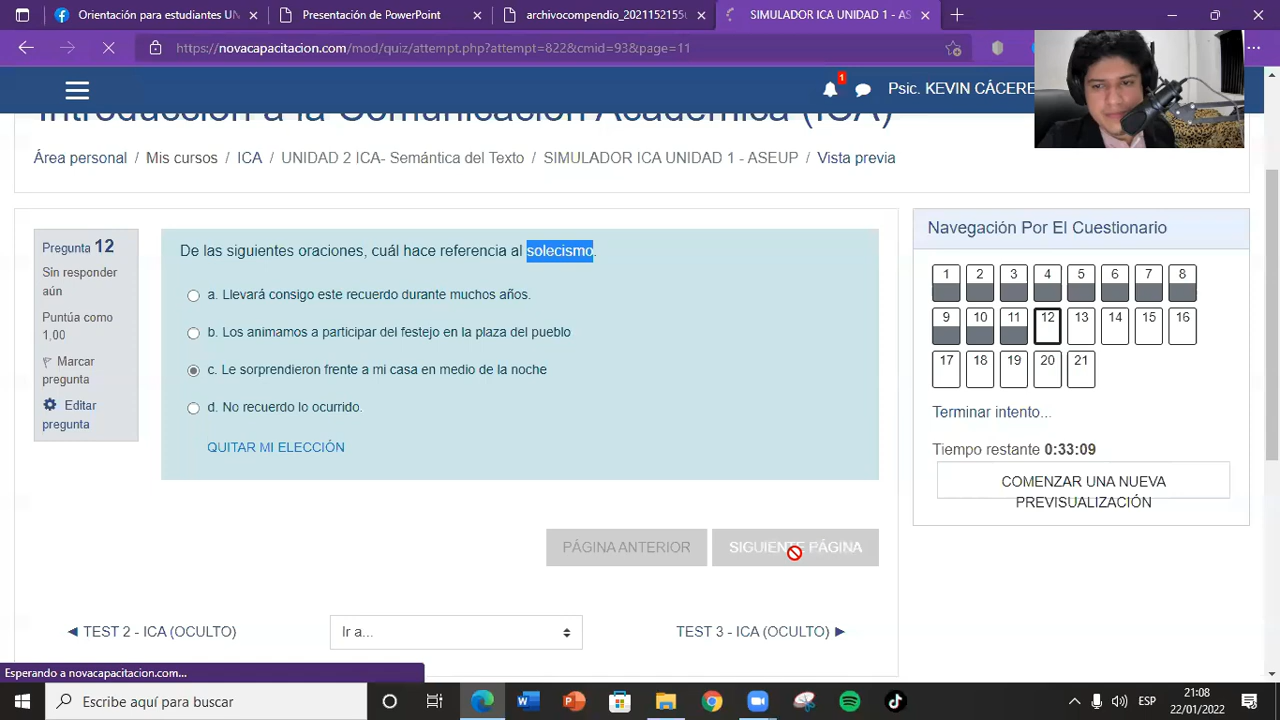 Orientación para estudiantes UN
Presentación de PowerPoint
archivocompendio_2021152155
SIMULADOR ICA UNIDAD 1 - ASE
https://novacapacitacion.com/mod/quiz/attempt.php?attempt=822&cmid=93&page=11
1
Psic. KEVIN CÁCERE
Introducción a la Comunicación Académica (ICA)
Área personal / Mis cursos / ICA / UNIDAD 2 ICA- Semántica del Texto / SIMULADOR ICA UNIDAD 1 - ASEUP / Vista previa
Pregunta 12
Sin responder
aún
Puntúa como
1,00
Marcar
pregunta
Editar
pregunta
De las siguientes oraciones, cuál hace referencia al solecismo.
a. Llevará consigo este recuerdo durante muchos años.
b. Los animamos a participar del festejo en la plaza del pueblo
c. Le sorprendieron frente a mi casa en medio de la noche
d. No recuerdo lo ocurrido.
QUITAR MI ELECCIÓN
PÁGINA ANTERIOR
SIGUIENTE PÁGINA
◄ TEST 2 - ICA (OCULTO)
Ir a...
TEST 3 - ICA (OCULTO) ►
Navegación Por El Cuestionario
1 2 3 4 5 6 7 8
9 10 11 12 13 14 15 16
17 18 19 20 21
Terminar intento...
Tiempo restante 0:33:09
COMENZAR UNA NUEVA
PREVISUALIZACIÓN
Esperando a novacapacitacion.com...
Escribe aquí para buscar
ESP
21:08
22/01/2022